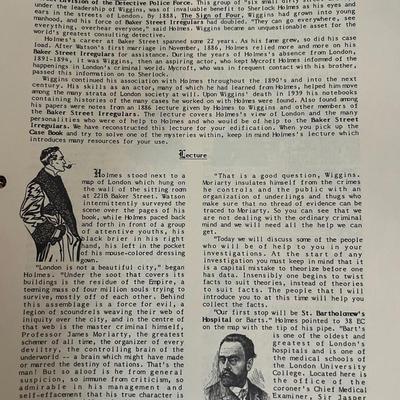 Division of the Detective Police Force. This group of "six small dirty
leadership of Wiggins, was of invaluable benefit to Sherlock Holmes as his eyes and
ears in the streets of London. By 1888, The Sign of Four, Wiggins had grown into young
manhood, and his corp of Baker Street Irregulars had doubled. "They can go everywhere, see
everything, overhear everyone," said Holmes. Wiggins became an unquestionable asset for the
world's greatest consulting detective.
Holmes's career at Baker Street spanned some 22 years. As his fame grew, so did his case
load. After Watson's first marriage in November, 1886, Holmes relied more and more on his
Baker Street Irregulars for assistance. During the years of Holmes's absence from London,
1891-1894, it was Wiggins, then an aspiring actor, who kept Mycroft Holmes informed of the
happenings in London's criminal world. Mycroft, who was in frequent contact with his brother,
passed this information on to Sherlock.
Wiggins continued his association with Holmes throughout the 1890's and into the next
century. His skills as an actor, many of which he had learned from Holmes, helped him move
among the many strata of London society at will. Upon Wiggins' death in 1939 his notebooks
containing histories of the many cases he worked on with Holmes were found. Also found among
his papers were notes from an 1886 lecture given by Holmes to Wiggins and other members of
the Baker Street Irregulars. The lecture covers Holmes's view of London and the many
personalities who were of help to Holmes and who would be of help to the Baker Street
Irregulars. We have reconstructed this lecture for your edification. When you pick up the
Case Book and try to solve one of the mysteries within, keep in mind Holmes's lecture which
introduces many resources for your use.
Lecture
Holmes stood next to a
map of London which hung
on the wall of the sitting room
at 221B Baker Street. Watson
intermittently surveyed the
scene over the pages of his
book, while Holmes paced back
and forth in front of a group
of attentive youths, his
black brier in his right
hand, his left in the pocket
of his mouse-colored dressing
gown.
"London is not a beautiful city," began
Holmes. "Under the soot that covers its
buildings is the residue of the Empire, a
teeming mass of four million souls trying to
survive, mostly off of each other. Behind
this assemblage is a force for evil, a
legion of scoundrels weaving their web of
iniquity over the city, and in the centre of
that web is the master criminal himself,
Professor James Moriarty, the greatest
schemer of all time, the organizer of every
deviltry, the controlling brain of the
underworld -- a brain which might have made
or marred the destiny of nations. That's the
man! But so aloof is he from general
suspicion, so immune from criticism, so
admirable in his management and
self-effacement that his true character is
"That is a good question, Wiggins.
Moriarty insulates himself from the crimes
he controls and the public with an
organization of underlings and thugs who
make sure that no thread of evidence can be
traced to Moriarty. So you can see that we
are not dealing with the ordinary criminal
mind and we will need all the help we can
get.
"Today we will discuss some of the
people who will be of help to you in your
investigations. At the start of any
investigation you must keep in mind that it
is a capital mistake to theorize before one
has data. Insensibly one begins to twist
facts to suit theories, instead of theories
to suit facts. The people that I will
introduce you to at this time will help you
collect the facts.
"Our first stop will be St. Bartholomew's
Hospital or Barts." Holmes pointed to 38 EC
on the map with the tip of his pipe. "Bart's
is one of the oldest and
greatest of London's
hospitals and is one of
the medical schools of
the London University
College. Located here is
the office of the
coroner's Chief Medical
Examiner, Sir Jasper